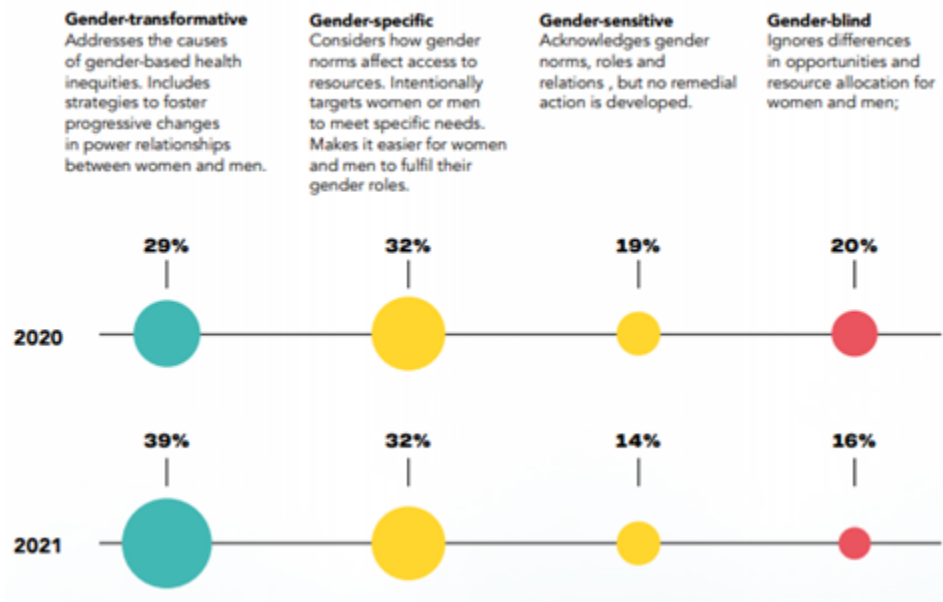 Gender-transformative
Addresses the causes
of gender-based health
inequities. Includes
strategies to foster
progressive changes
in power relationships
between women and men.
Gender-specific
Considers how gender
norms affect access to
resources. Intentionally
targets women or men
to meet specific needs.
Makes it easier for women
and men to fulfil their
gender roles.
Gender-sensitive
Acknowledges gender
norms, roles and
relations , but no remedial
action is developed.
Gender-blind
Ignores differences
in opportunities and
resource allocation for
women and men;
29% 32% 19% 20%
2020
39% 32% 14% 16%
2021